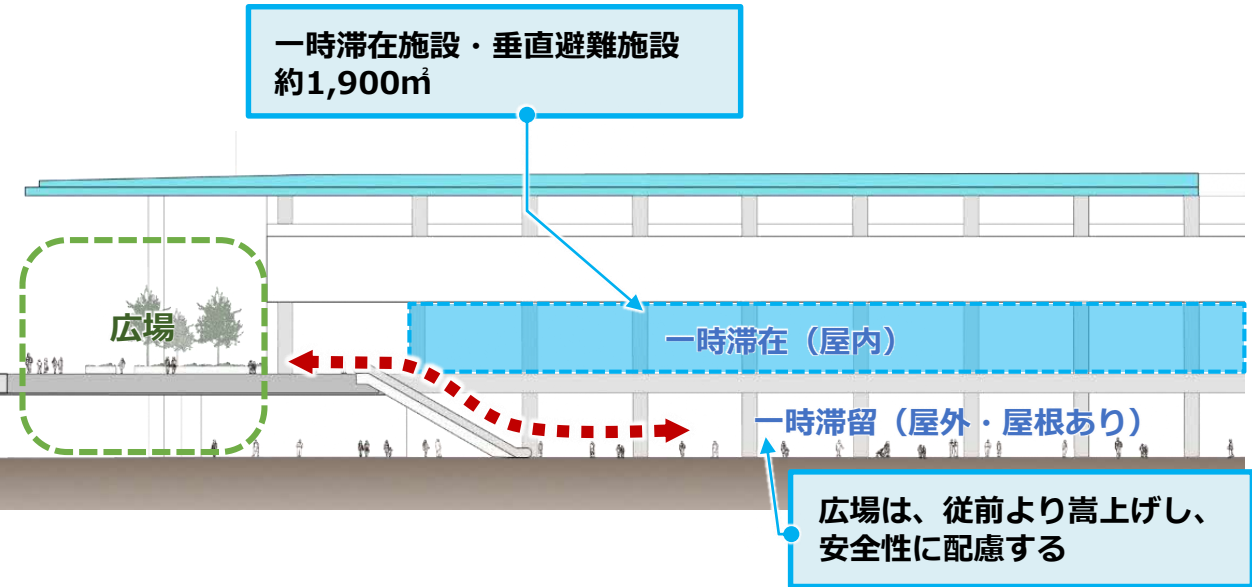 一時滞在施設・垂直避難施設
約1,900㎡
広場
一時滞在（屋内）
一時滞留（屋外・屋根あり）
広場は、従前より嵩上げし、
安全性に配慮する